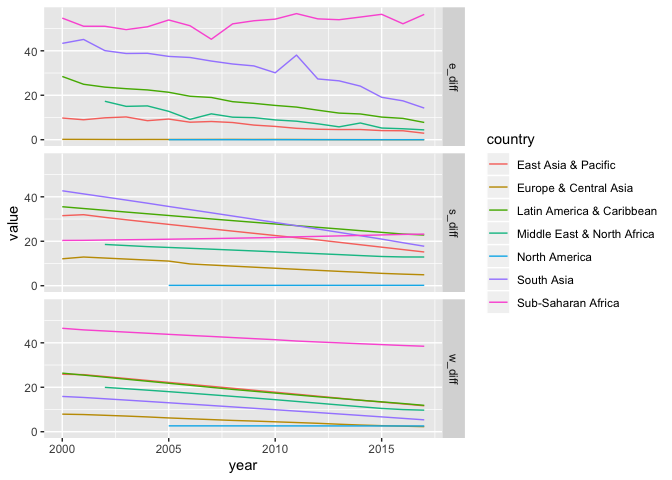 40
20
0
e_diff
40
20
0
s_diff
40
20
0
w_diff
2000
2005
2010
2015
year
value
country
East Asia & Pacific
Europe & Central Asia
Latin America & Caribbean
Middle East & North Africa
North America
South Asia
Sub-Saharan Africa